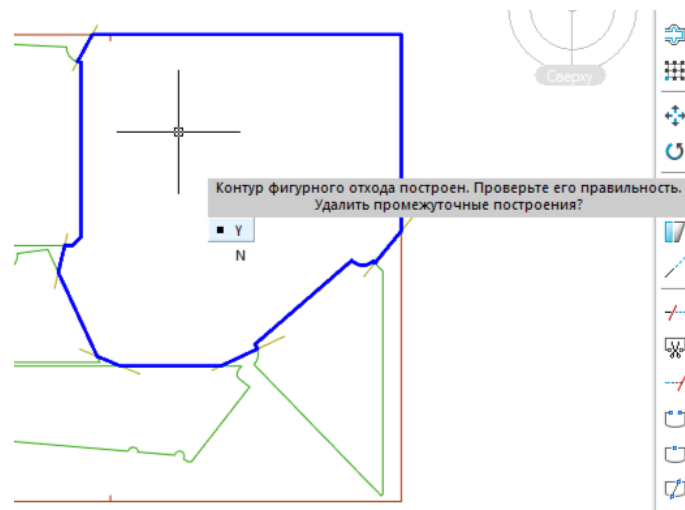 Сверху
Контур фигурного отхода построен. Проверьте его правильность.
Удалить промежуточные построения?
Y
N